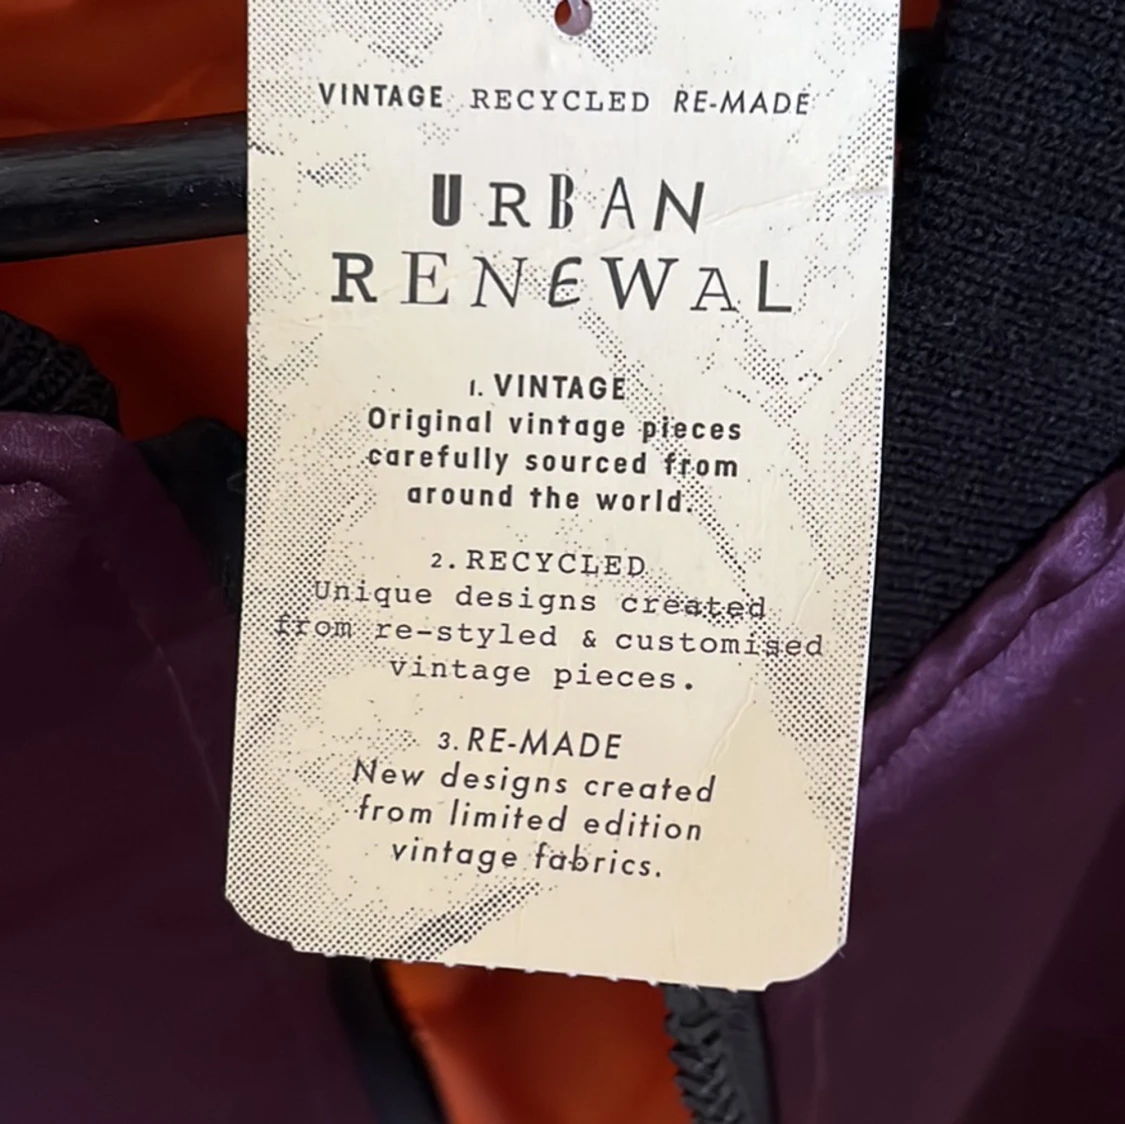 VINTAGE RECYCLED RE-MADE
URBAN
RENEWAL
1. VINTAGE
Original vintage pieces
carefully sourced from
around the world.
2. RECYCLED
Unique designs created
from re-styled & customised
vintage pieces.
3. RE-MADE
New designs created
from limited edition
vintage fabrics.